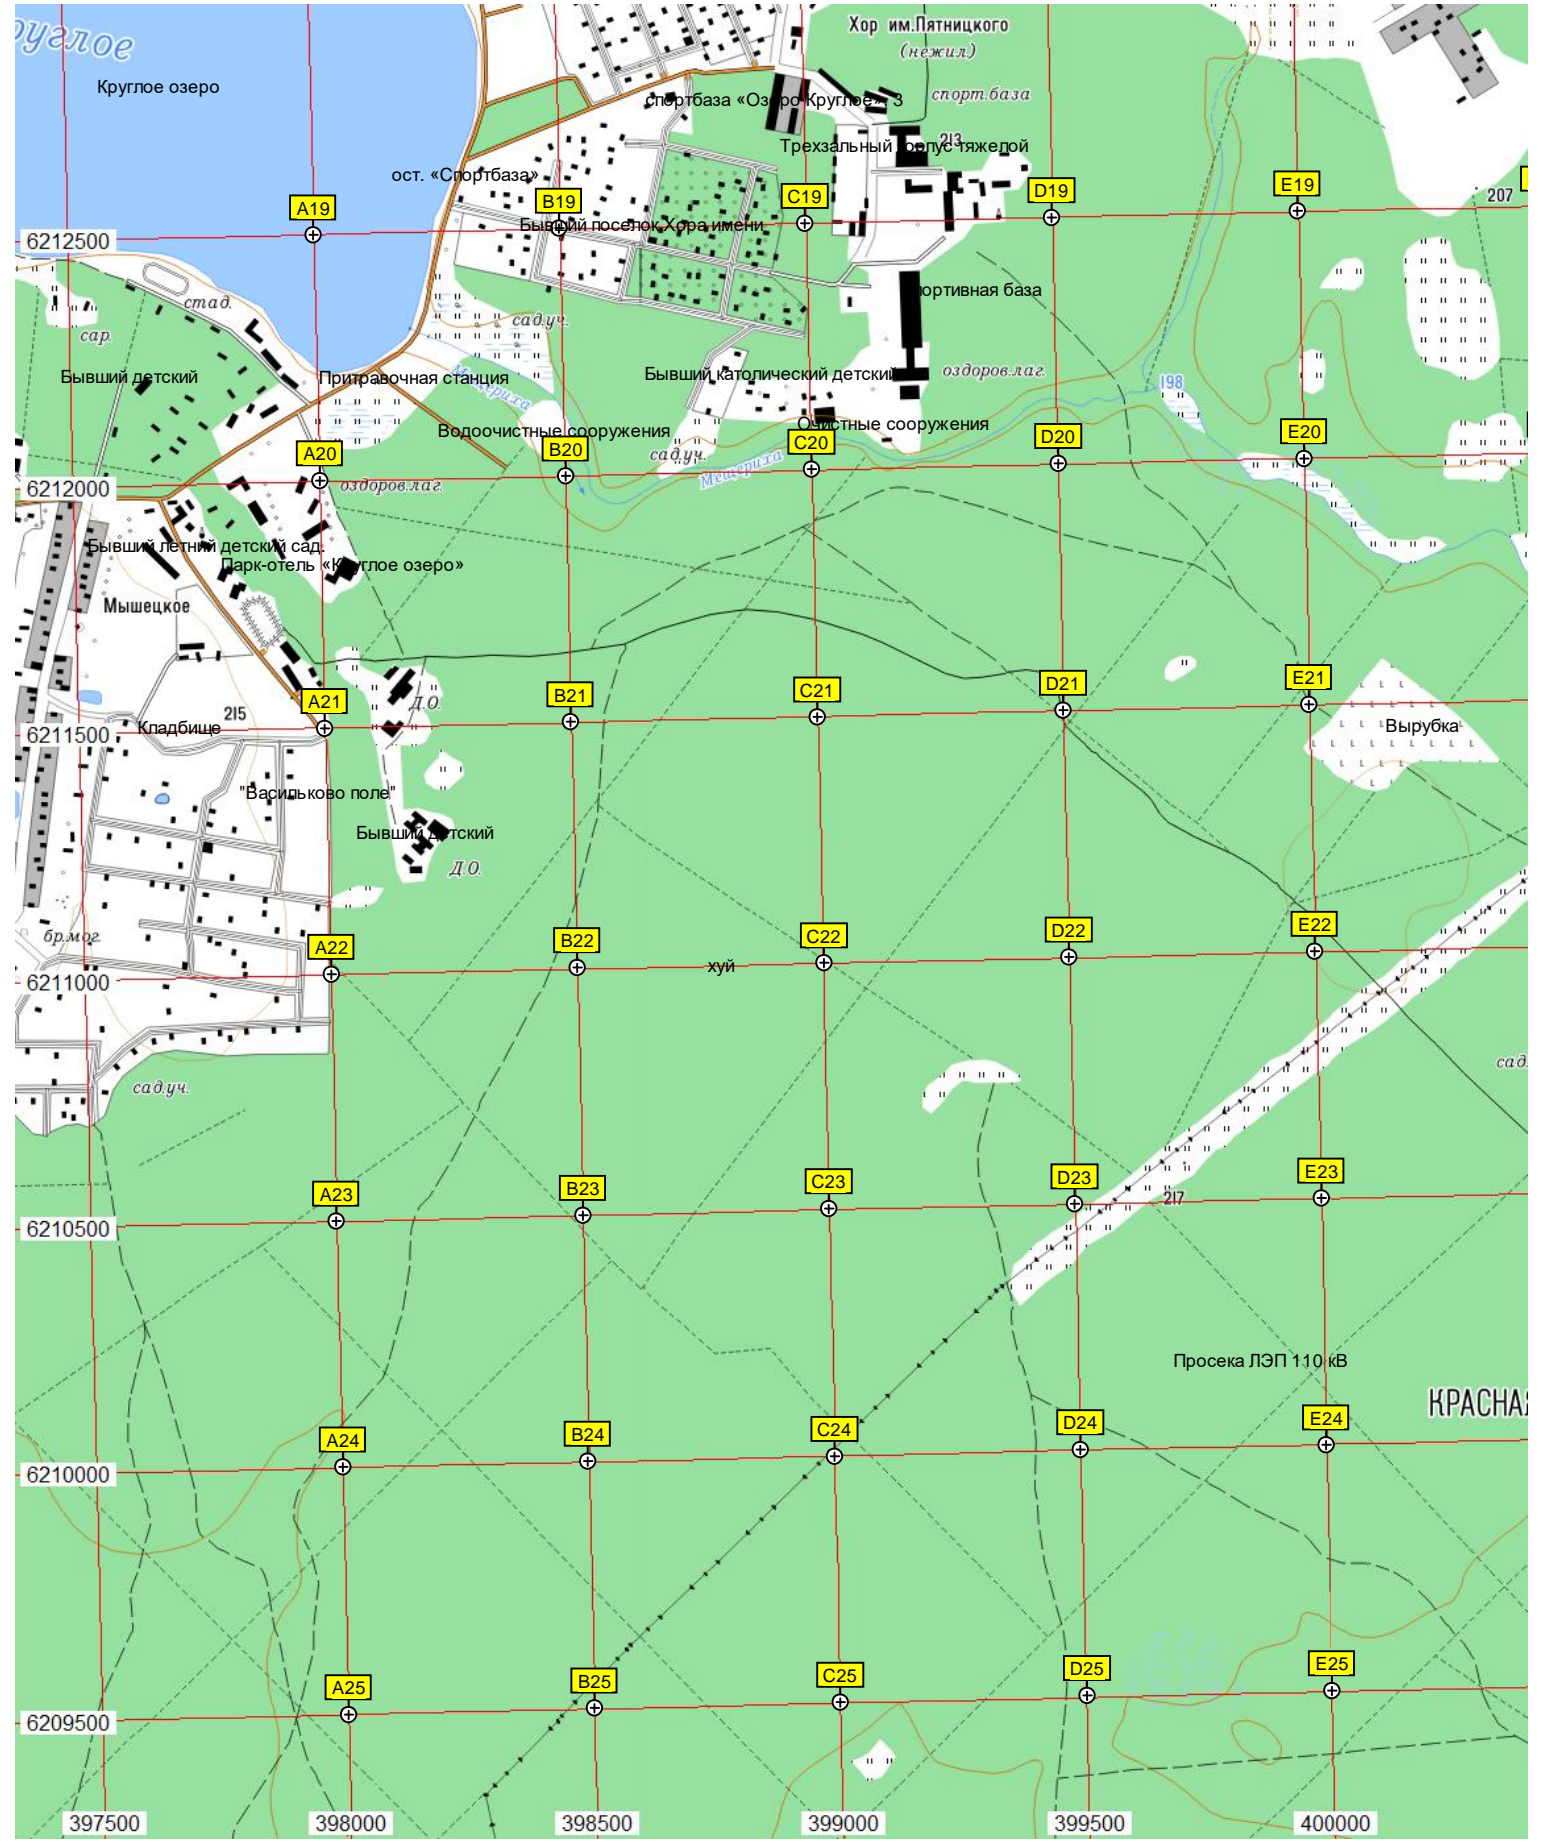 Хор им.Пятницкого
руглое
(нежил)
Круглое озеро
спортбаза «Озеро Круглое» 3
спорт.база
213
Трехзальный корпус тяжелой
ост. «Спортбаза»
A19
B19
C19
D19
E19
207
Бывший поселок Хора имени
6212500
портивная база
стад.
сад.уч.
сар.
Бывший детский
Притравочная станция
Мещериха
Бывший католический детский
оздоров.лаг.
198
Водоочистные сооружения
Очистные сооружения
A20
B20
C20
D20
E20
сад.уч.
Мещериха
6212000
оздоров.лаг.
Бывший летний детский сад.
Парк-отель «Круглое озеро»
Мышецкое
A21
B21
C21
D21
E21
Д.О.
215
Кладбище
6211500
Вырубка
"Васильково поле"
Бывший детский
Д.О.
бр.мог.
A22
B22
C22
D22
E22
хуй
6211000
сад.
сад.уч.
A23
B23
C23
D23
E23
217
6210500
Просека ЛЭП 110 кВ
КРАСНАЯ
A24
B24
C24
D24
E24
6210000
A25
B25
C25
D25
E25
6209500
397500
398000
398500
399000
399500
400000